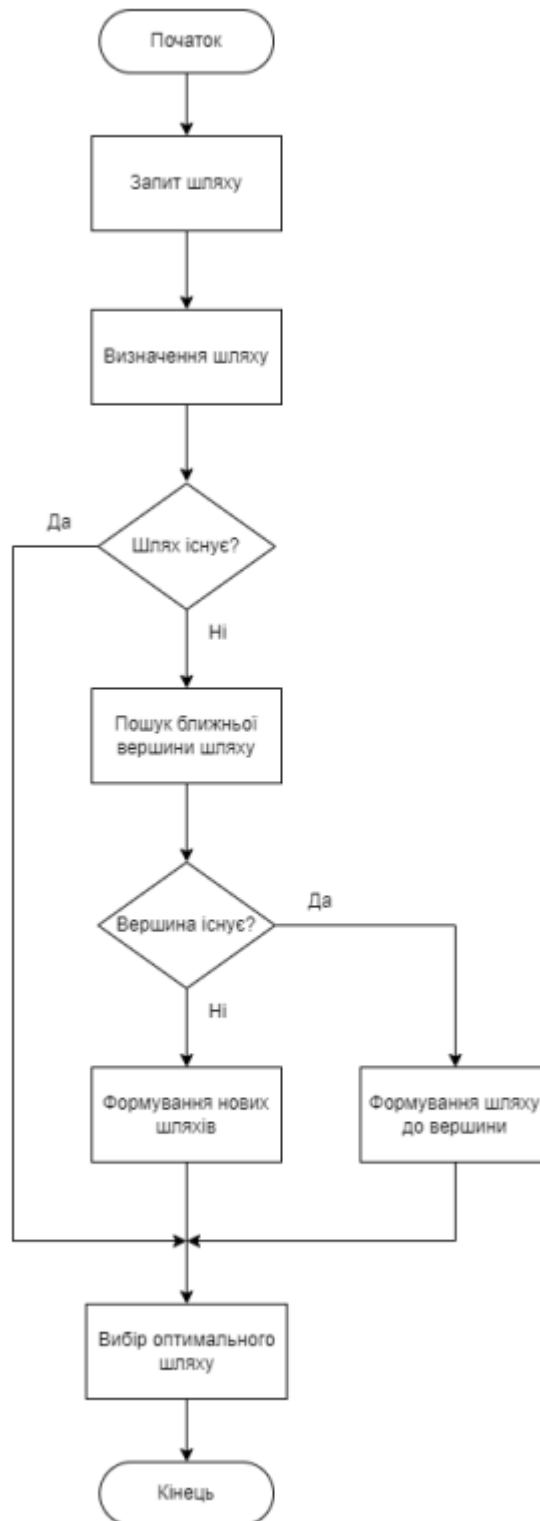 Початок
Запит шляху
Визначення шляху
Да
Шлях існує?
Ні
Пошук ближньої
вершини шляху
Вершина існує?
Да
Ні
Формування нових
шляхів
Формування шляху
до вершини
Вибір оптимального
шляху
Кінець